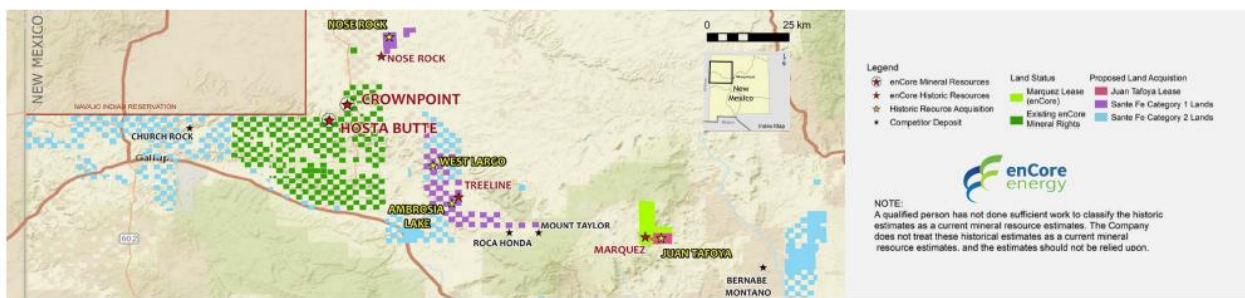 NEW MEXICO
NAVAJO INDIAN RESERVATION
NOSE ROCK
NOSE ROCK
CROWNPOINT
HOSTA BUTTE
CHURCH ROCK
Gallup
WEST LARGO
TREELINE
AMBROSIA
LAKE
MOUNT TAYLOR
ROCA HONDA
MARQUEZ
JUAN TAFOYA
BERNABE
MONTANO
602
0 25 km
New
Mexico
Index Map
Legend
enCore Mineral Resources
enCore Historic Resources
Historic Recource Acquisition
Competitor Deposit
Land Status
Marquez Lease
(enCore)
Existing enCore
Mineral Rights
Proposed Land Acquistion
Juan Tafoya Lease
Sante Fe Category 1 Lands
Sante Fe Category 2 Lands
enCore
energy
NOTE:
A qualified person has not done sufficient work to classify the historic
estimates as a current mineral resource estimates. The Company
does not treat these historical estimates as a current mineral
resource estimates, and the estimates should not be relied upon.